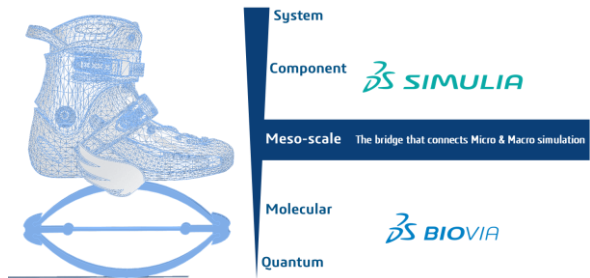 System
Component
SIMULIA
Meso-scale The bridge that connects Micro & Macro simulation
Molecular
BIOVIA
Quantum